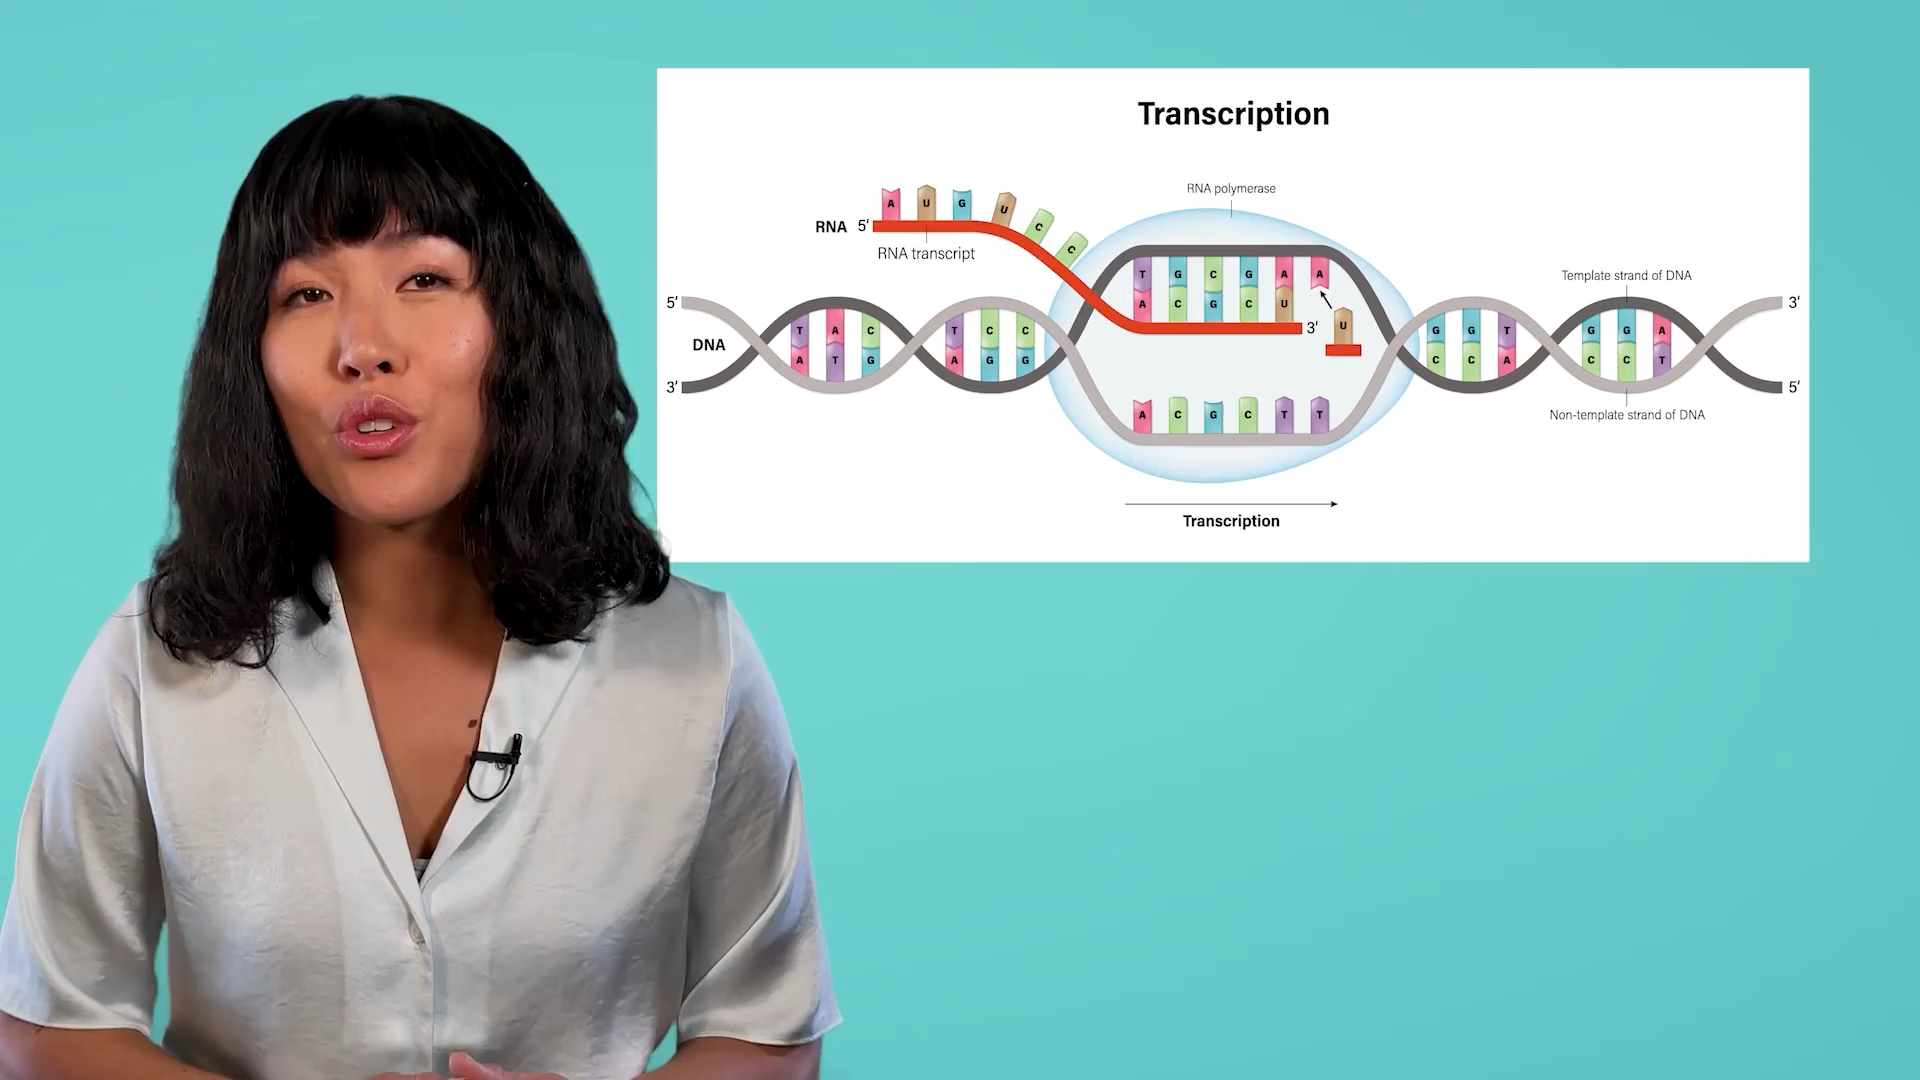 Transcription
RNA polymerase
A U G U C C
RNA 5'
RNA transcript
T G C G A A
A C G C U
3'
U
Template strand of DNA
5'
3'
DNA
T A C
A T G
T C C
A G G
G G T
C C A
G G A
C C T
3'
5'
A C G C T T
Non-template strand of DNA
Transcription